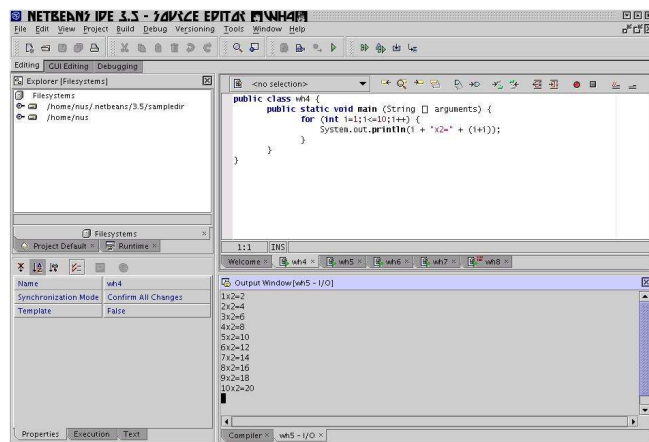 NETBEANS IDE 3.5 - SOURCE EDITOR [WH4]
File Edit View Project Build Debug Versioning Tools Window Help
Editing GUI Editing Debugging
Explorer [Filesystems]
Filesystems
/home/nus/.netbeans/3.5/sampledir
/home/nus
Filesystems
Project Default Runtime
Name wh4
Synchronization Mode Confirm All Changes
Template False
Properties Execution Text
<no selection>
public class wh4 {
public static void main (String [] arguments) {
for (int i=1;i<=10;i++) {
System.out.println(i + "x2=" + (i+i));
}
}
}
1:1 INS
Welcome wh4 wh5 wh6 wh7 wh8
Output Window [wh5 - I/O]
1x2=2
2x2=4
3x2=6
4x2=8
5x2=10
6x2=12
7x2=14
8x2=16
9x2=18
10x2=20
Compiler wh5 - I/O